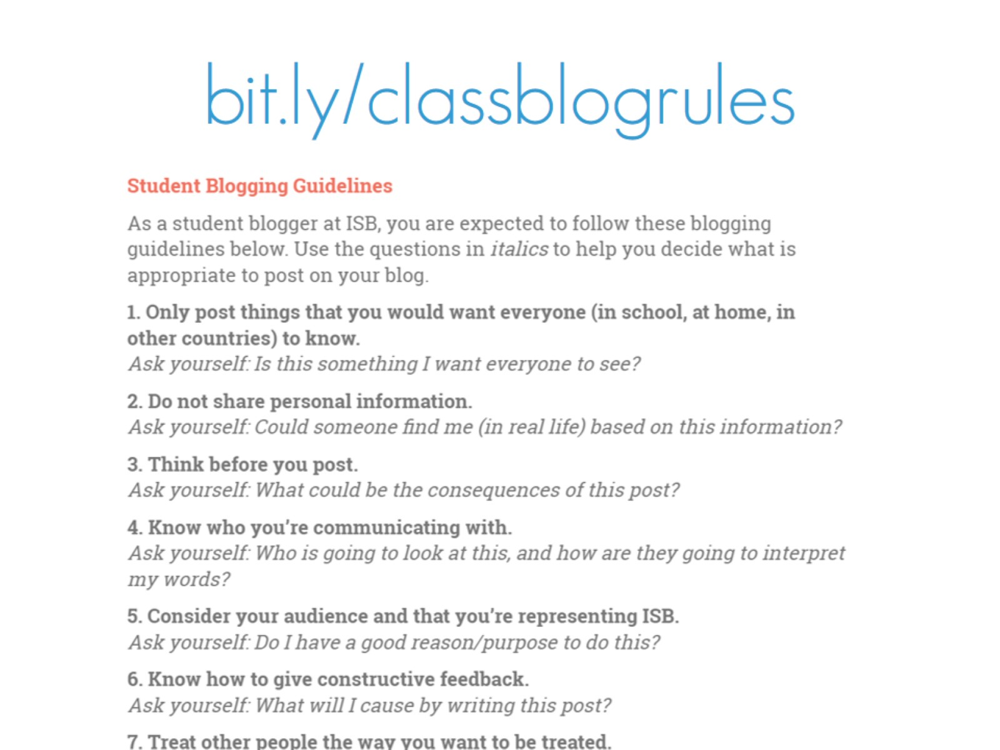 bit.ly/classblogrules
Student Blogging Guidelines
As a student blogger at ISB, you are expected to follow these blogging
guidelines below. Use the questions in italics to help you decide what is
appropriate to post on your blog.
1. Only post things that you would want everyone (in school, at home, in
other countries) to know.
Ask yourself: Is this something I want everyone to see?
2. Do not share personal information.
Ask yourself: Could someone find me (in real life) based on this information?
3. Think before you post.
Ask yourself: What could be the consequences of this post?
4. Know who you’re communicating with.
Ask yourself: Who is going to look at this, and how are they going to interpret
my words?
5. Consider your audience and that you’re representing ISB.
Ask yourself: Do I have a good reason/purpose to do this?
6. Know how to give constructive feedback.
Ask yourself: What will I cause by writing this post?
7. Treat other people the way you want to be treated.